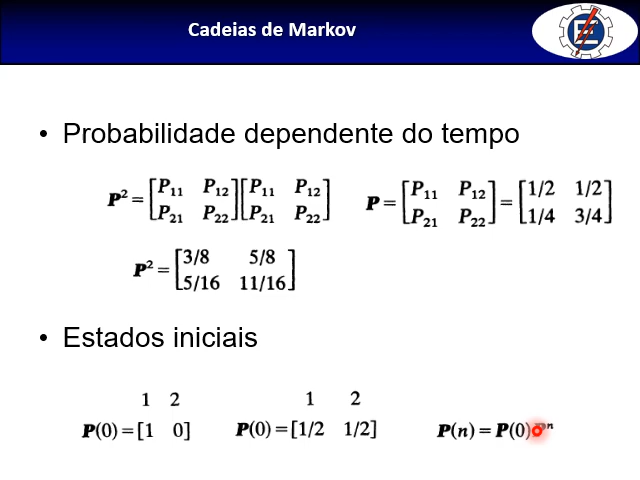 Cadeias de Markov
• Probabilidade dependente do tempo
P² = [P₁₁ P₁₂ [P₁₁ P₁₂ P = [P₁₁ P₁₂ = [1/2 1/2
P₂₁ P₂₂] P₂₁ P₂₂] P₂₁ P₂₂] 1/4 3/4]
P² = [3/8 5/8
5/16 11/16]
• Estados iniciais
1 2 1 2
P(0) = [1 0] P(0) = [1/2 1/2] P(n) = P(0) ⁿ